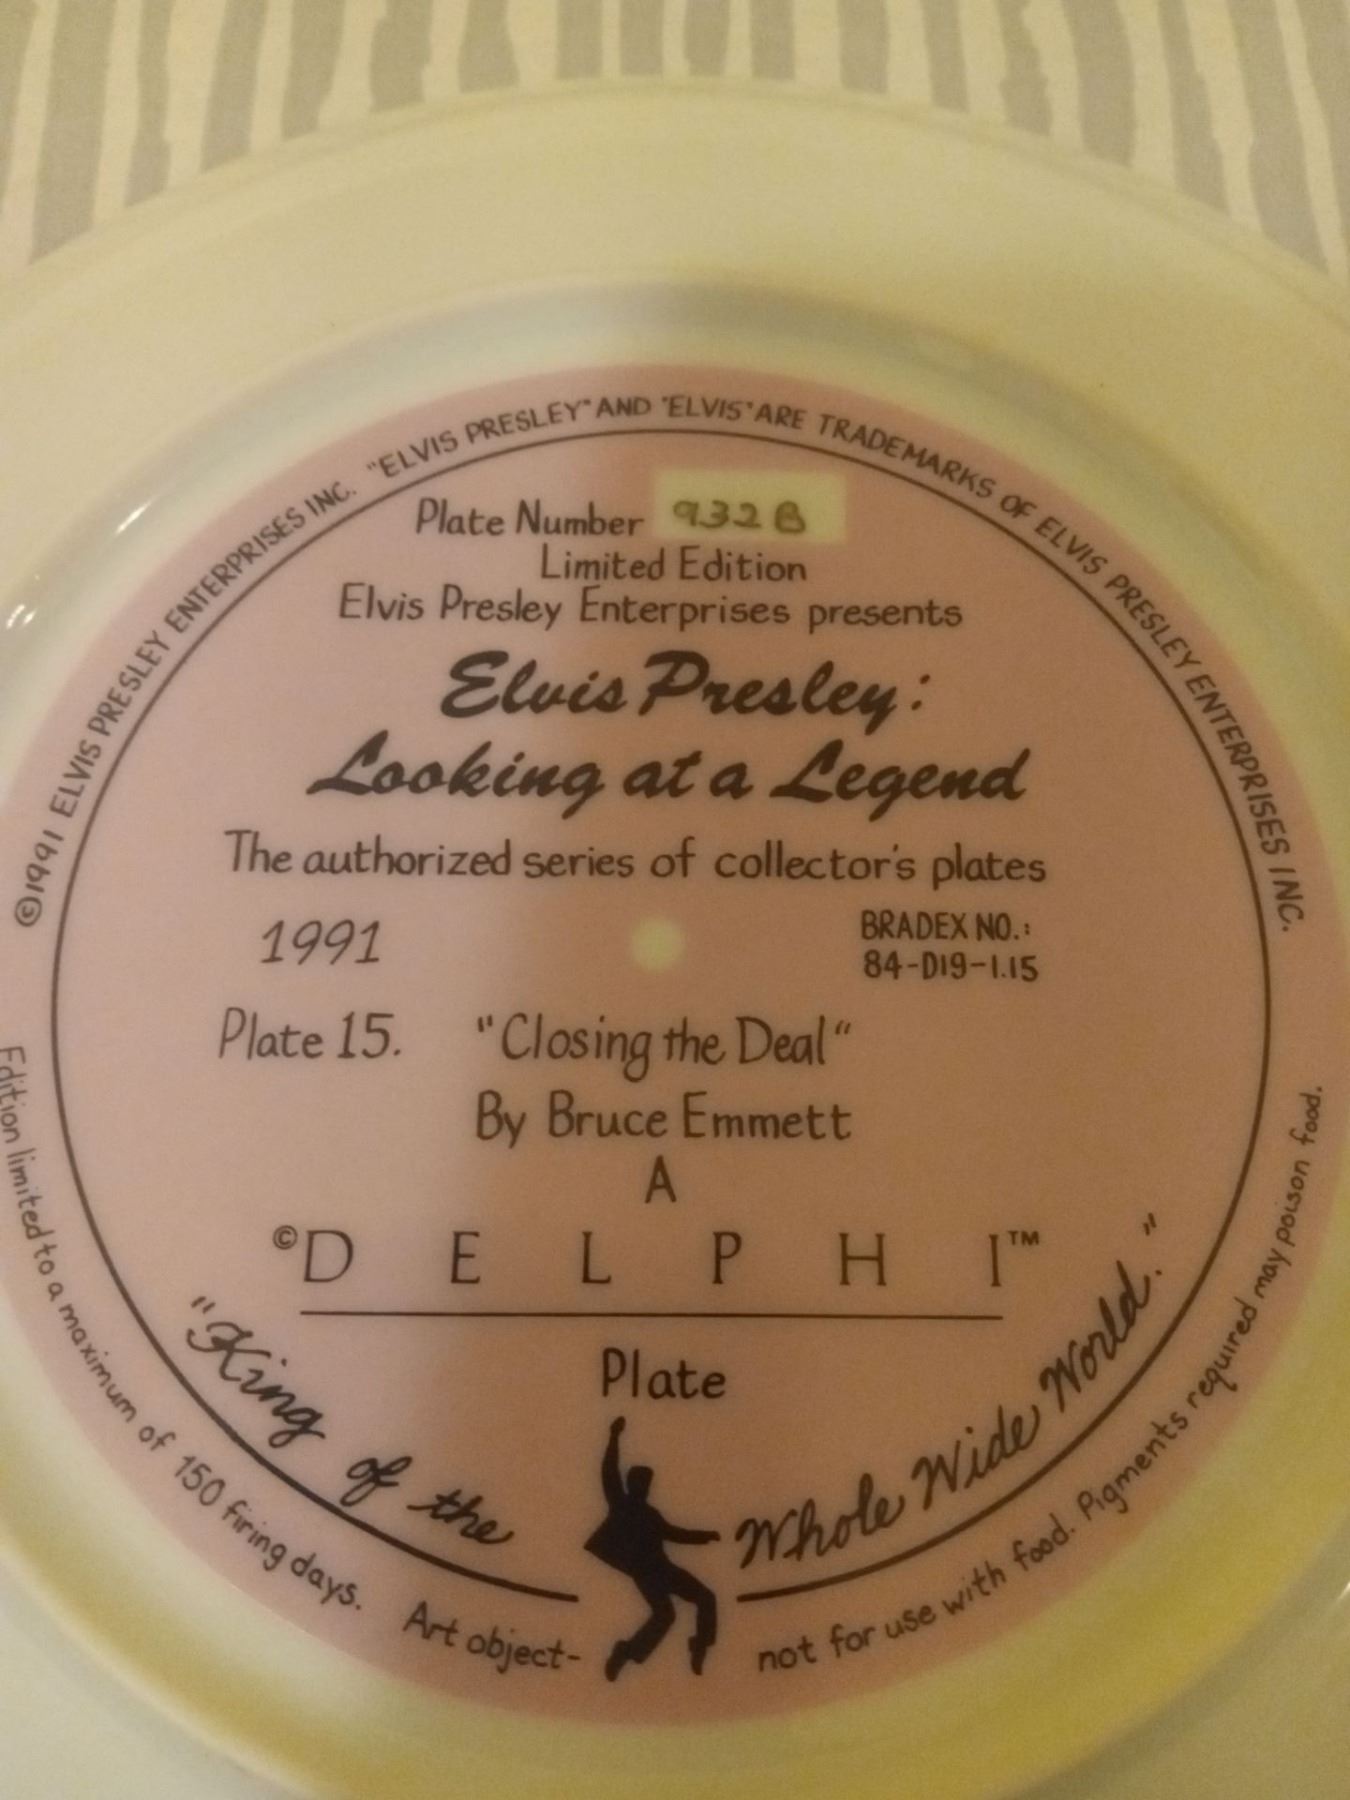 ©1991 ELVIS PRESLEY ENTERPRISES INC. "ELVIS PRESLEY" AND "ELVIS" ARE TRADEMARKS OF ELVIS PRESLEY ENTERPRISES INC.
Plate Number 932B
Limited Edition
Elvis Presley Enterprises presents
Elvis Presley:
Looking at a Legend
The authorized series of collector's plates
1991
BRADEX NO.:
84-D19-1.15
Plate 15. "Closing the Deal"
By Bruce Emmett
A
©DELPHI™
Plate
"King of the Whole Wide World."
Edition limited to a maximum of 150 firing days. Art object- not for use with food. Pigments required may poison food.